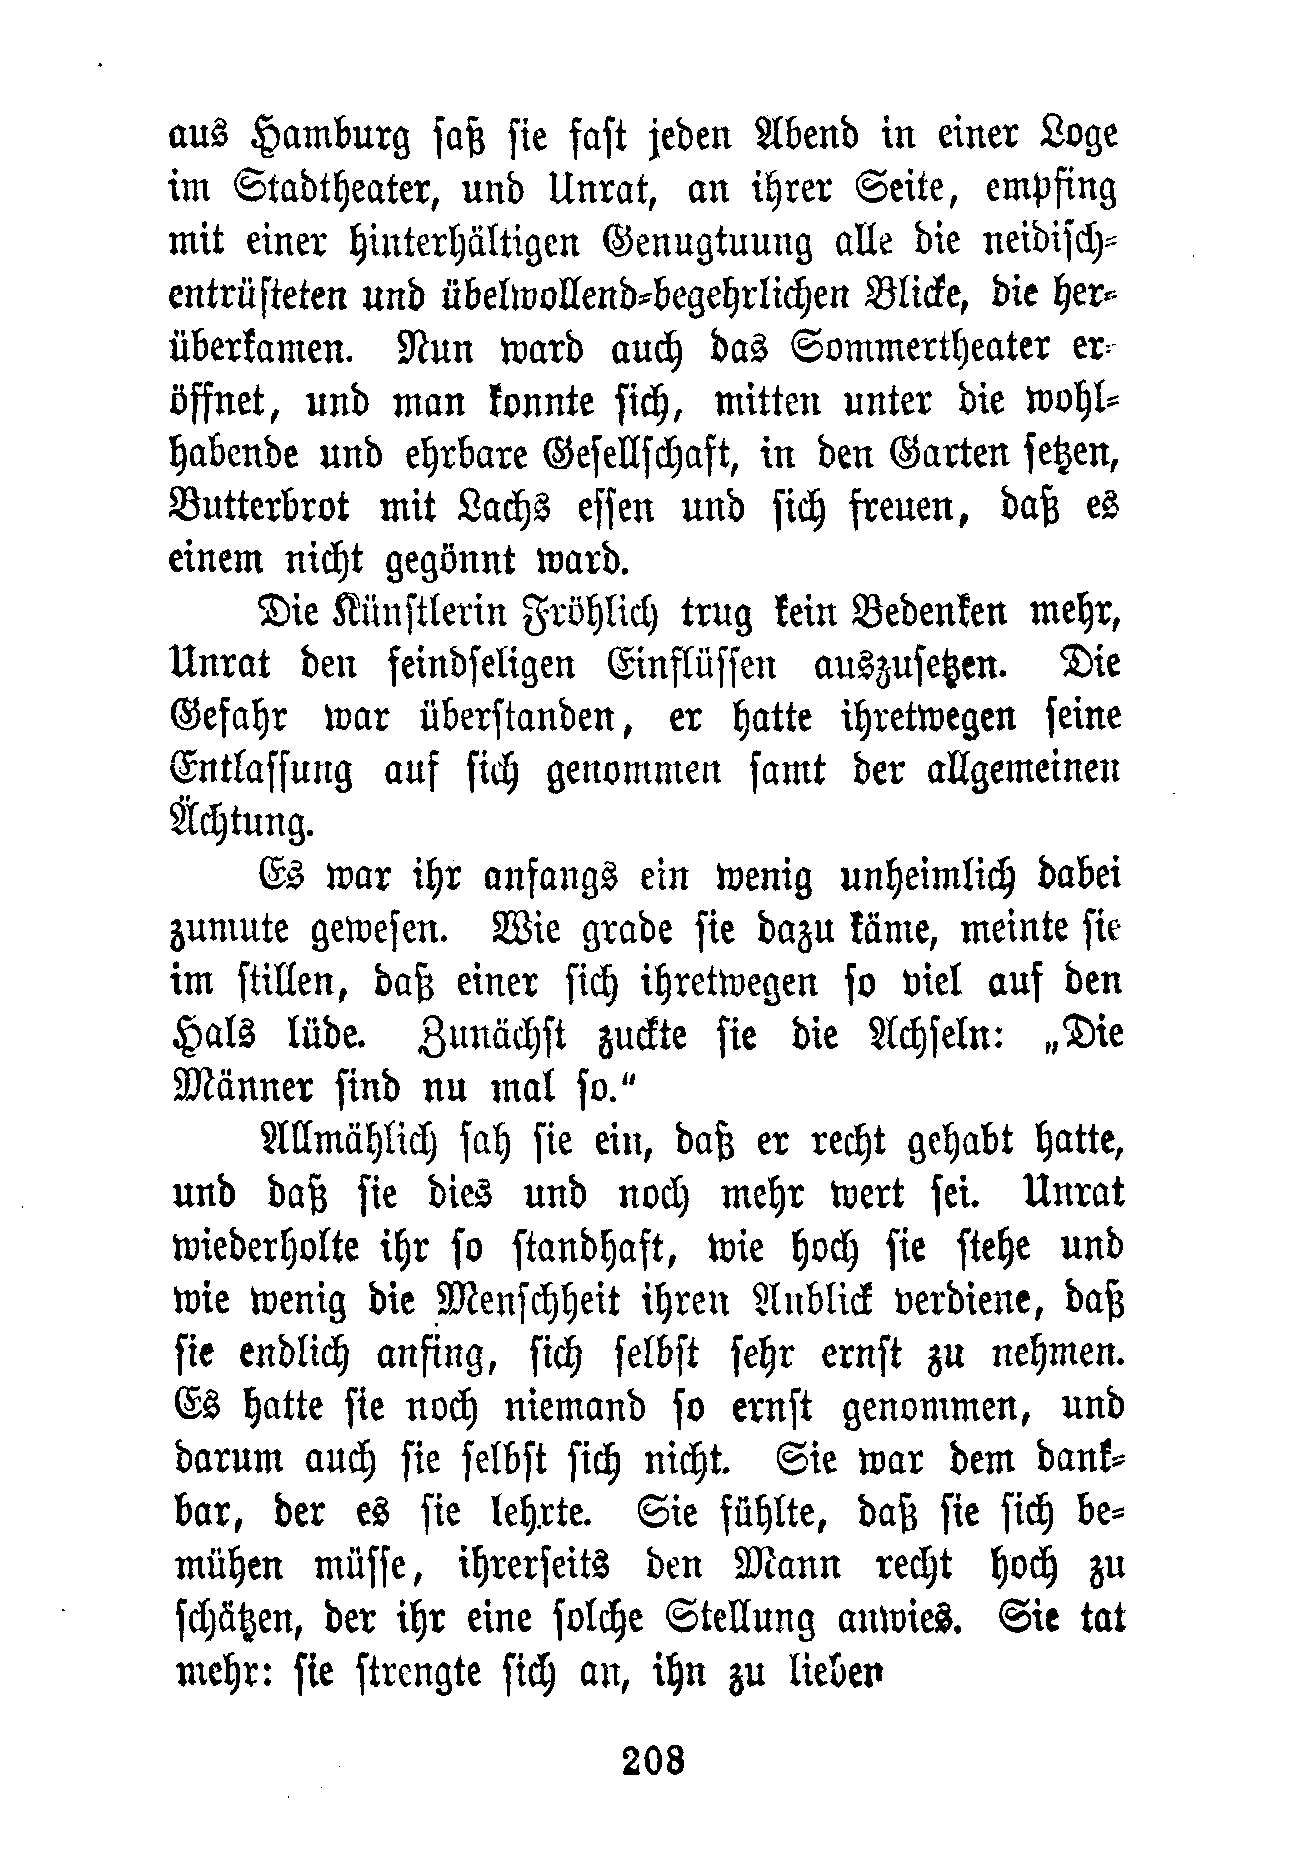 aus Hamburg saß sie fast jeden Abend in einer Loge
im Stadttheater, und Unrat, an ihrer Seite, empfing
mit einer hinterhältigen Genugtuung alle die neidisch-
entrüsteten und übelwollend-begehrlichen Blicke, die her-
überkamen. Nun ward auch das Sommertheater er-
öffnet, und man konnte sich, mitten unter die wohl-
habende und ehrbare Gesellschaft, in den Garten setzen,
Butterbrot mit Lachs essen und sich freuen, daß es
einem nicht gegönnt ward.
Die Künstlerin Fröhlich trug kein Bedenken mehr,
Unrat den feindseligen Einflüssen auszusetzen. Die
Gefahr war überstanden, er hatte ihretwegen seine
Entlassung auf sich genommen samt der allgemeinen
Ächtung.
Es war ihr anfangs ein wenig unheimlich dabei
zumute gewesen. Wie grade sie dazu käme, meinte sie
im stillen, daß einer sich ihretwegen so viel auf den
Hals lüde. Zunächst zuckte sie die Achseln: „Die
Männer sind nu mal so.“
Allmählich sah sie ein, daß er recht gehabt hatte,
und daß sie dies und noch mehr wert sei. Unrat
wiederholte ihr so standhaft, wie hoch sie stehe und
wie wenig die Menschheit ihren Anblick verdiene, daß
sie endlich anfing, sich selbst sehr ernst zu nehmen.
Es hatte sie noch niemand so ernst genommen, und
darum auch sie selbst sich nicht. Sie war dem dank-
bar, der es sie lehrte. Sie fühlte, daß sie sich be-
mühen müsse, ihrerseits den Mann recht hoch zu
schätzen, der ihr eine solche Stellung anwies. Sie tat
mehr: sie strengte sich an, ihn zu lieben
208